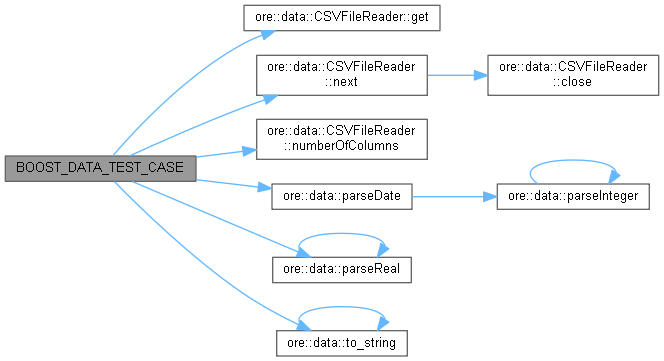 ore::data::CSVFileReader::get
ore::data::CSVFileReader
::next
ore::data::CSVFileReader
::close
ore::data::CSVFileReader
::numberOfColumns
BOOST_DATA_TEST_CASE
ore::data::parseDate
ore::data::parseInteger
ore::data::parseReal
ore::data::to_string